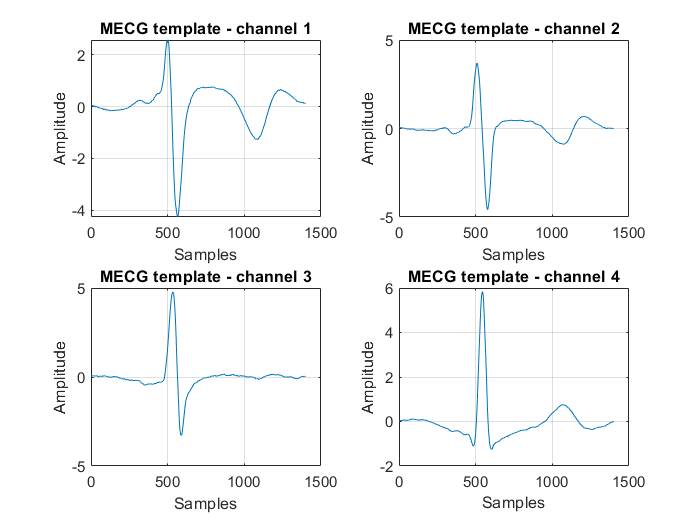 MECG template - channel 1
2
0
-2
-4
Amplitude
0 500 1000 1500
Samples
MECG template - channel 2
5
0
-5
Amplitude
0 500 1000 1500
Samples
MECG template - channel 3
5
0
-5
Amplitude
0 500 1000 1500
Samples
MECG template - channel 4
6
4
2
0
-2
Amplitude
0 500 1000 1500
Samples